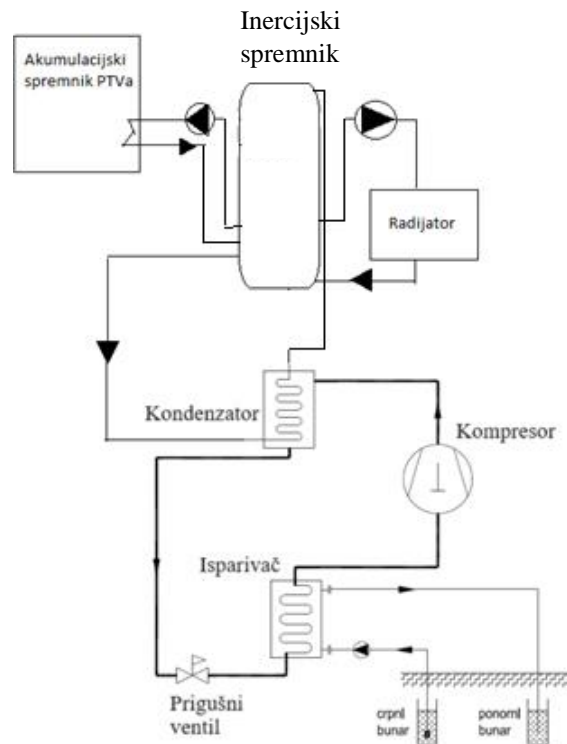 Inercijski
spremnik
Akumulacijski
spremnik PTVa
Radijator
Kondenzator
Kompresor
Isparivač
Prigušni
ventil
crpni
bunar
ponorni
bunar